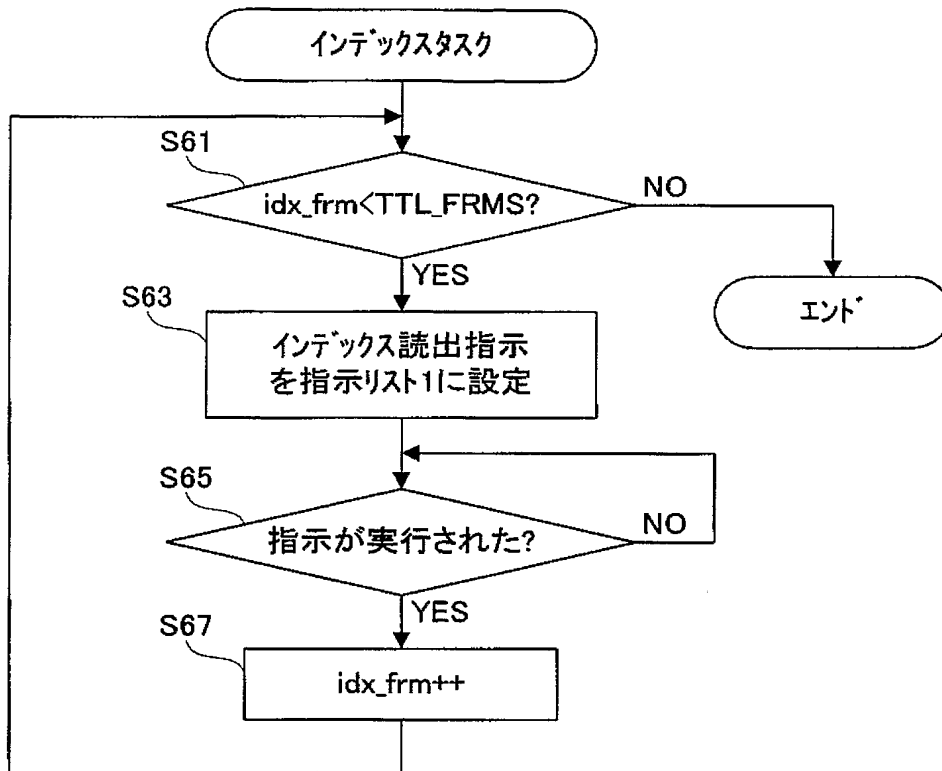 インデックスタスク
S61
idx_frm<TTL_FRMS?
NO
YES
エンド
S63
インデックス読出指示
を指示リスト1に設定
S65
指示が実行された?
NO
YES
S67
idx_frm++